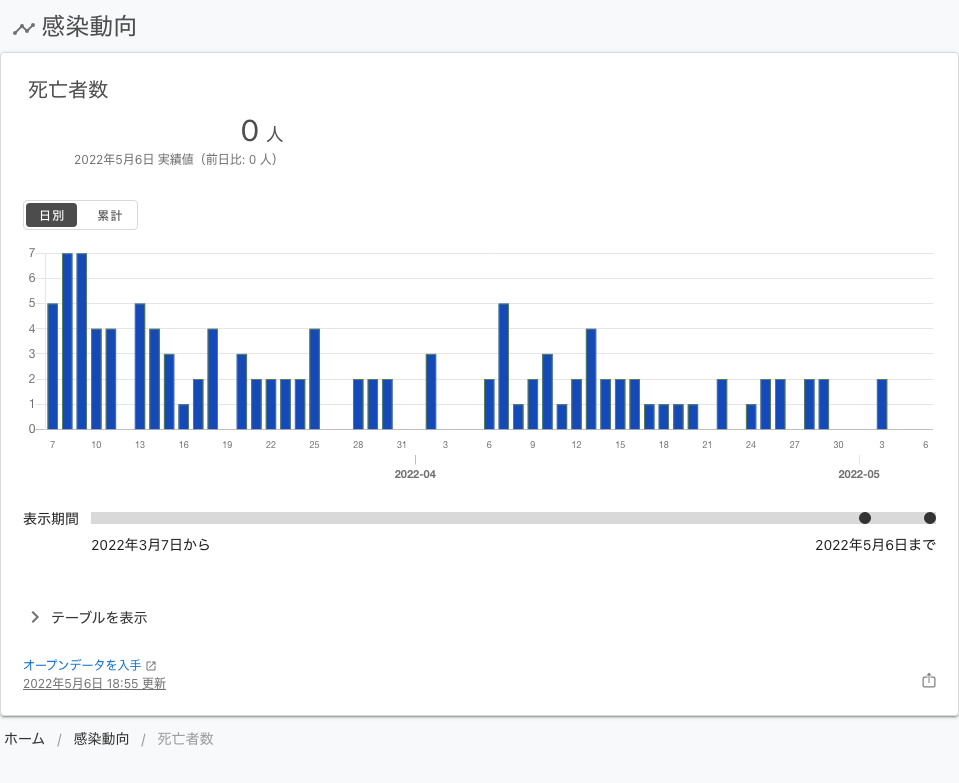 感染動向
死亡者数
0 人
2022年5月6日 実績値（前日比: 0 人）
日別 累計
7
6
5
4
3
2
1
0
7 10 13 16 19 22 25 28 31 3 6 9 12 15 18 21 24 27 30 3 6
2022-04 2022-05
表示期間
2022年3月7日から 2022年5月6日まで
テーブルを表示
オープンデータを入手
2022年5月6日 18:55 更新
ホーム / 感染動向 / 死亡者数